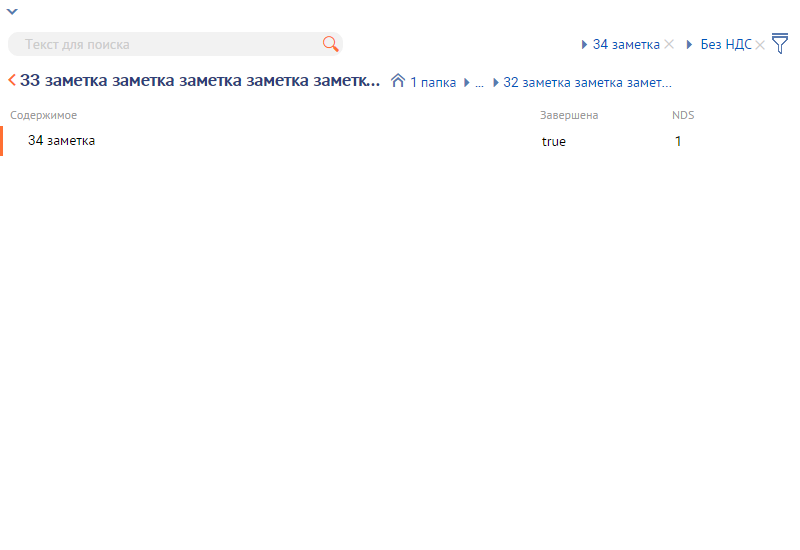 Текст для поиска 34 заметка Без НДС
33 заметка заметка заметка заметка заметк... 1 папка ... 32 заметка заметка замет...
Содержимое Завершена NDS
34 заметка true 1